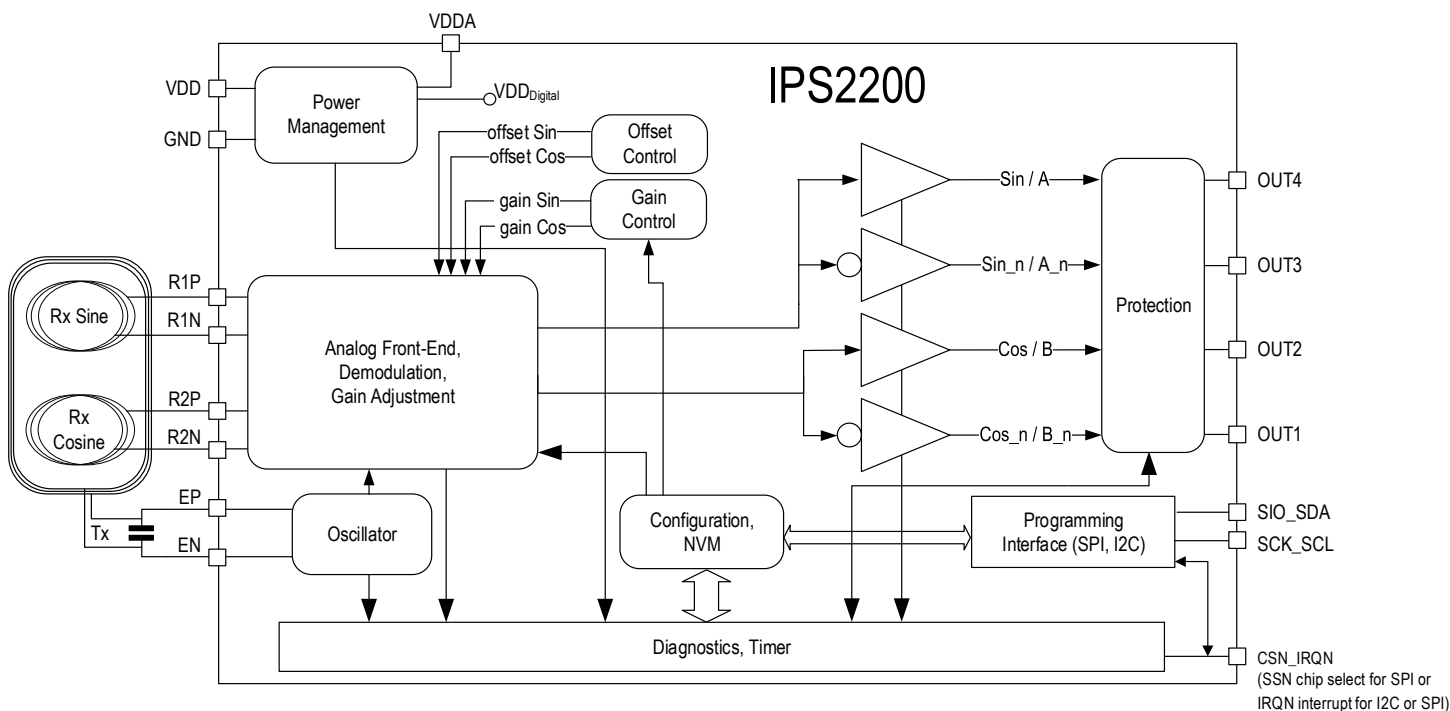 VDDA
IPS2200
VDD
GND
Power
Management
VDDDigital
offset Sin
offset Cos
Offset
Control
gain Sin
gain Cos
Gain
Control
Sin / A
Sin_n / A_n
Cos / B
Cos_n / B_n
Protection
OUT4
OUT3
OUT2
OUT1
Rx Sine
Rx
Cosine
R1P
R1N
R2P
R2N
Analog Front-End,
Demodulation,
Gain Adjustment
EP
Tx
EN
Oscillator
Configuration,
NVM
Programming
Interface (SPI, I2C)
SIO_SDA
SCK_SCL
Diagnostics, Timer
CSN_IRQN
(SSN chip select for SPI or
IRQN interrupt for I2C or SPI)